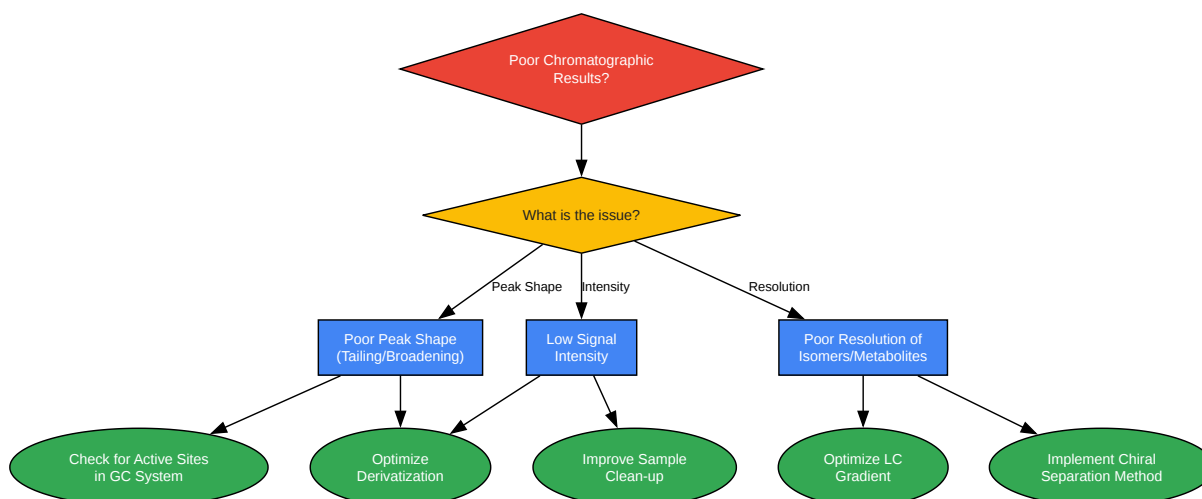 Poor Chromatographic
Results?
What is the issue?
Peak Shape
Intensity
Resolution
Poor Peak Shape
(Tailing/Broadening)
Low Signal
Intensity
Poor Resolution of
Isomers/Metabolites
Check for Active Sites
in GC System
Optimize
Derivatization
Improve Sample
Clean-up
Optimize LC
Gradient
Implement Chiral
Separation Method